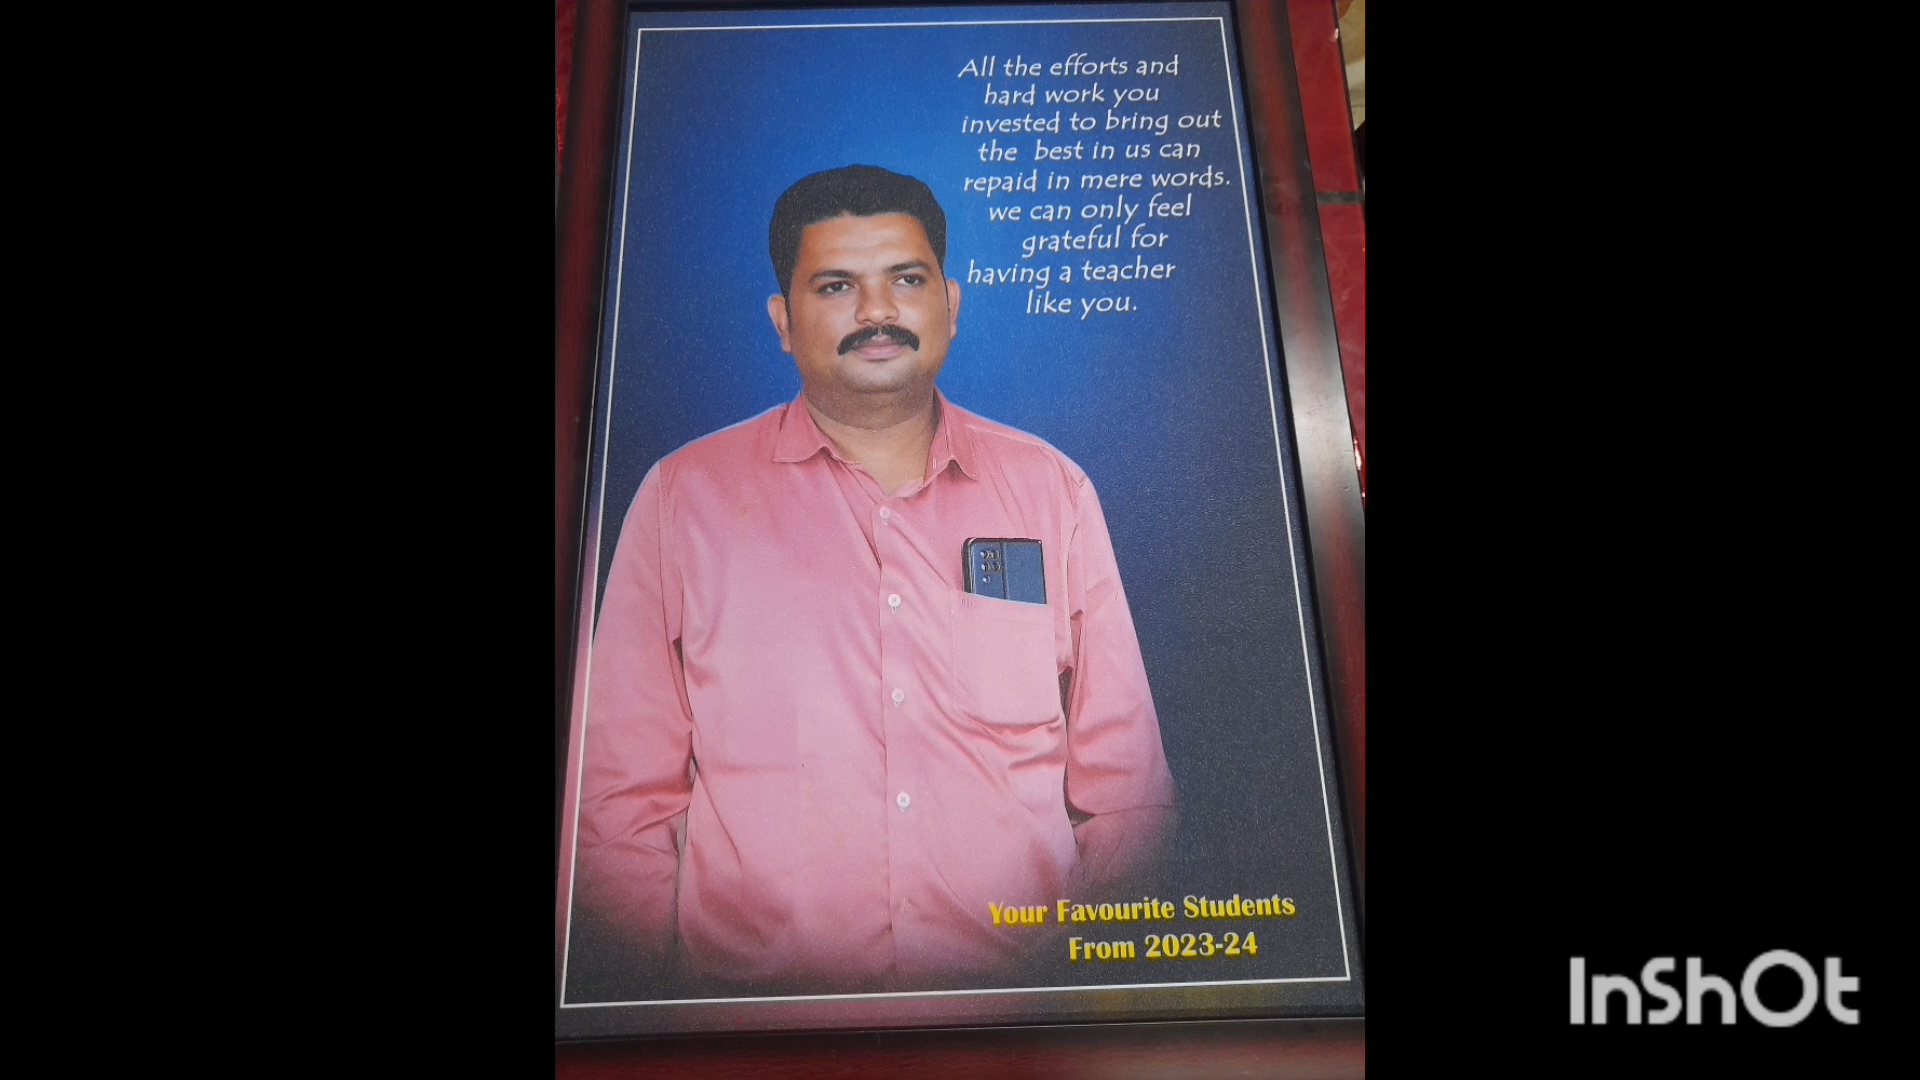 All the efforts and
hard work you
invested to bring out
the best in us can
repaid in mere words.
we can only feel
grateful for
having a teacher
like you.
Your Favourite Students
From 2023-24
InShOt